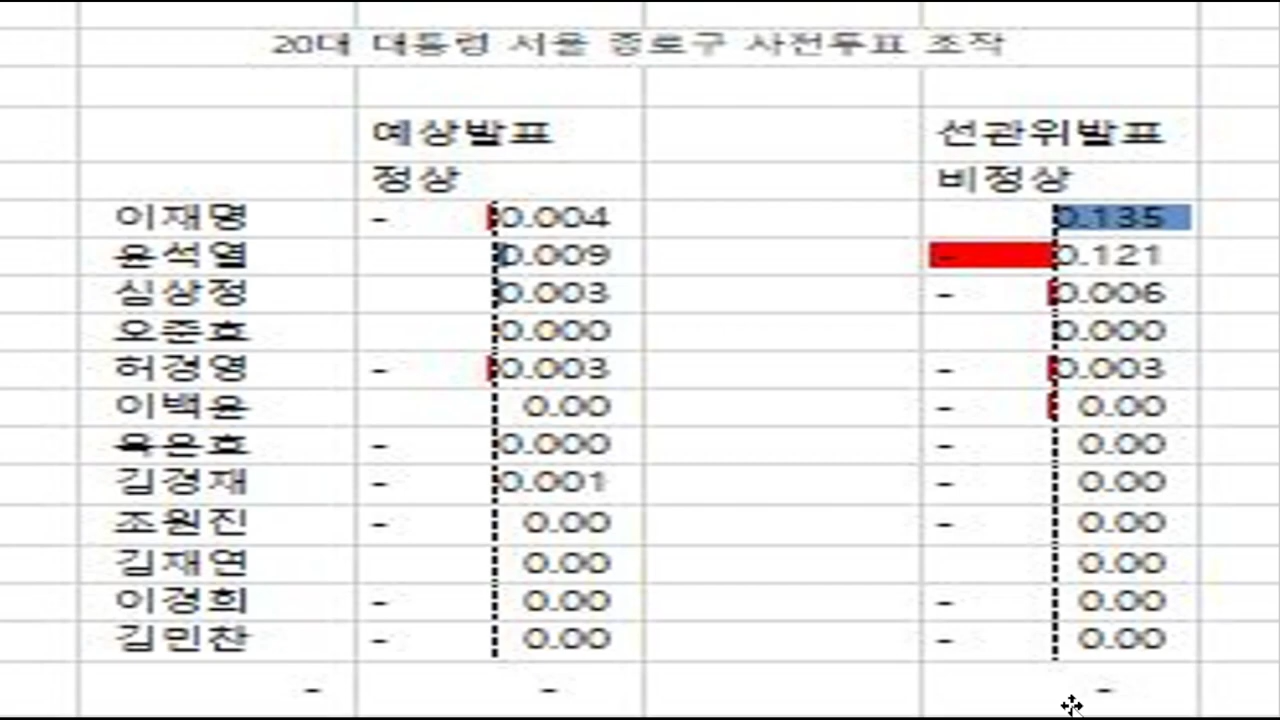 20대 대통령 서울 종로구 사전투표 조작
예상발표 선관위발표
정상 비정상
이재명 - 0.004 0.135
윤석열 0.009 - 0.121
심상정 0.003 - 0.006
오준호 0.000 0.000
허경영 - 0.003 - 0.003
이백윤 0.00 - 0.00
옥은호 - 0.000 - 0.00
김경재 - 0.001 - 0.00
조원진 - 0.00 - 0.00
김재연 0.00 0.00
이경희 - 0.00 - 0.00
김민찬 - 0.00 - 0.00
- - -